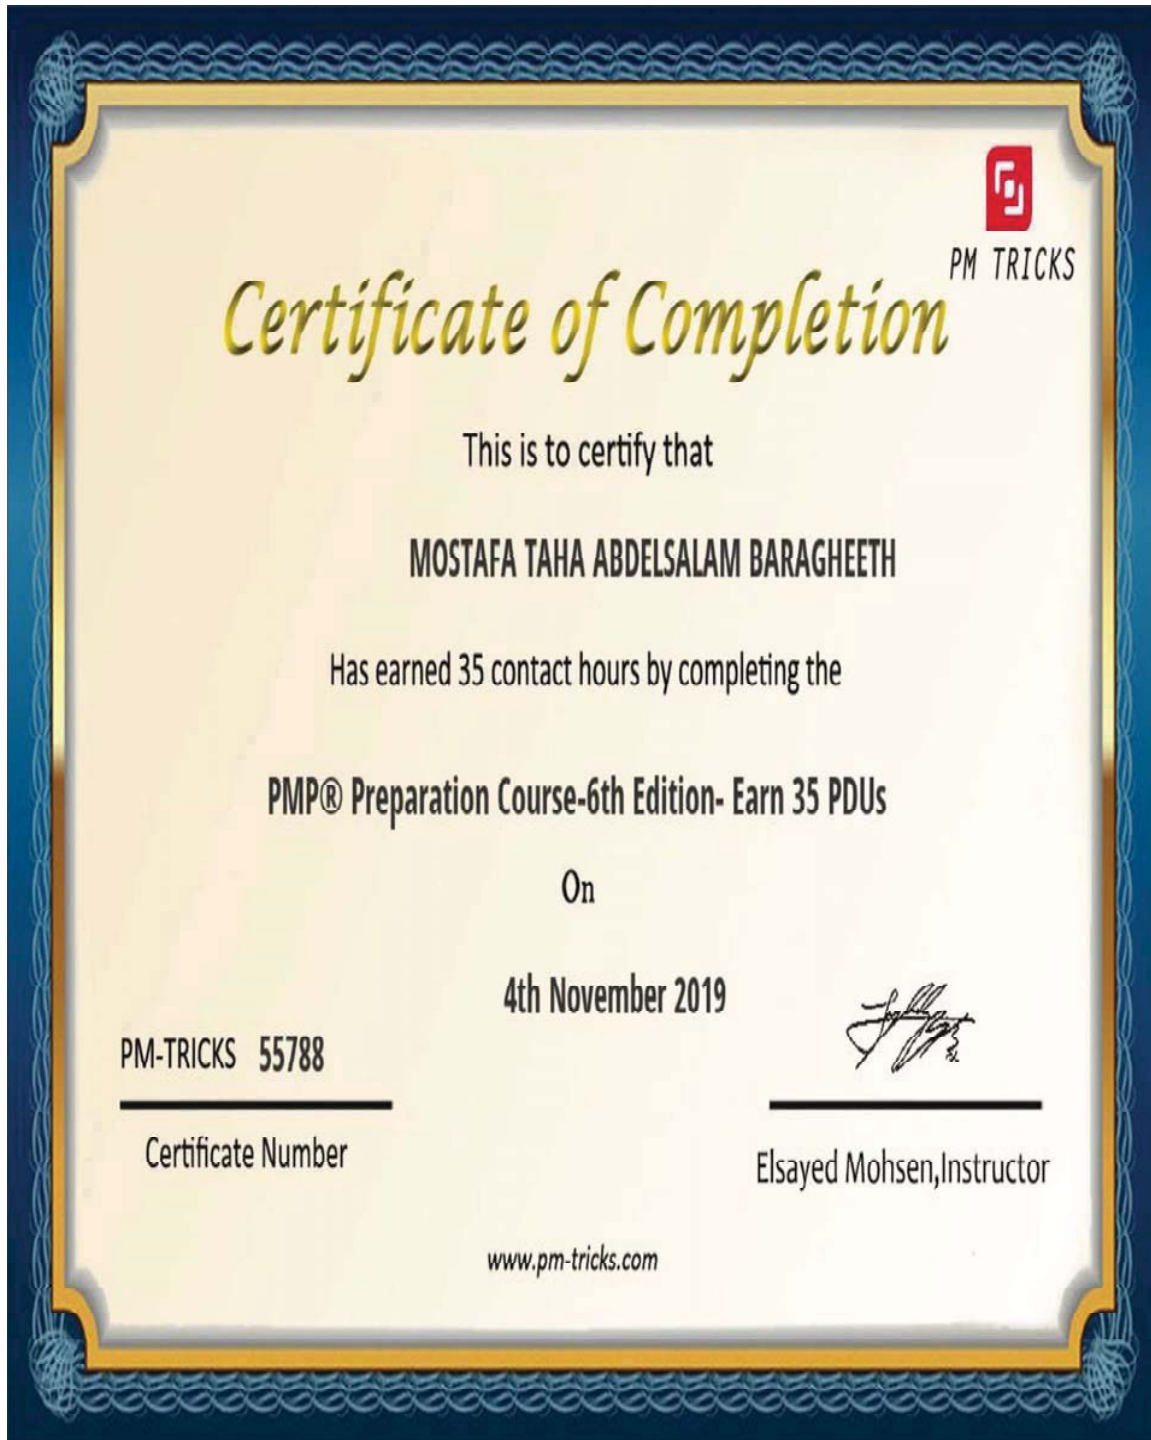 PM TRICKS
Certificate of Completion
This is to certify that
MOSTAFA TAHA ABDELSALAM BARAGHEETH
Has earned 35 contact hours by completing the
PMP® Preparation Course-6th Edition- Earn 35 PDUs
On
4th November 2019
PM-TRICKS 55788
Certificate Number
Elsayed Mohsen,Instructor
www.pm-tricks.com